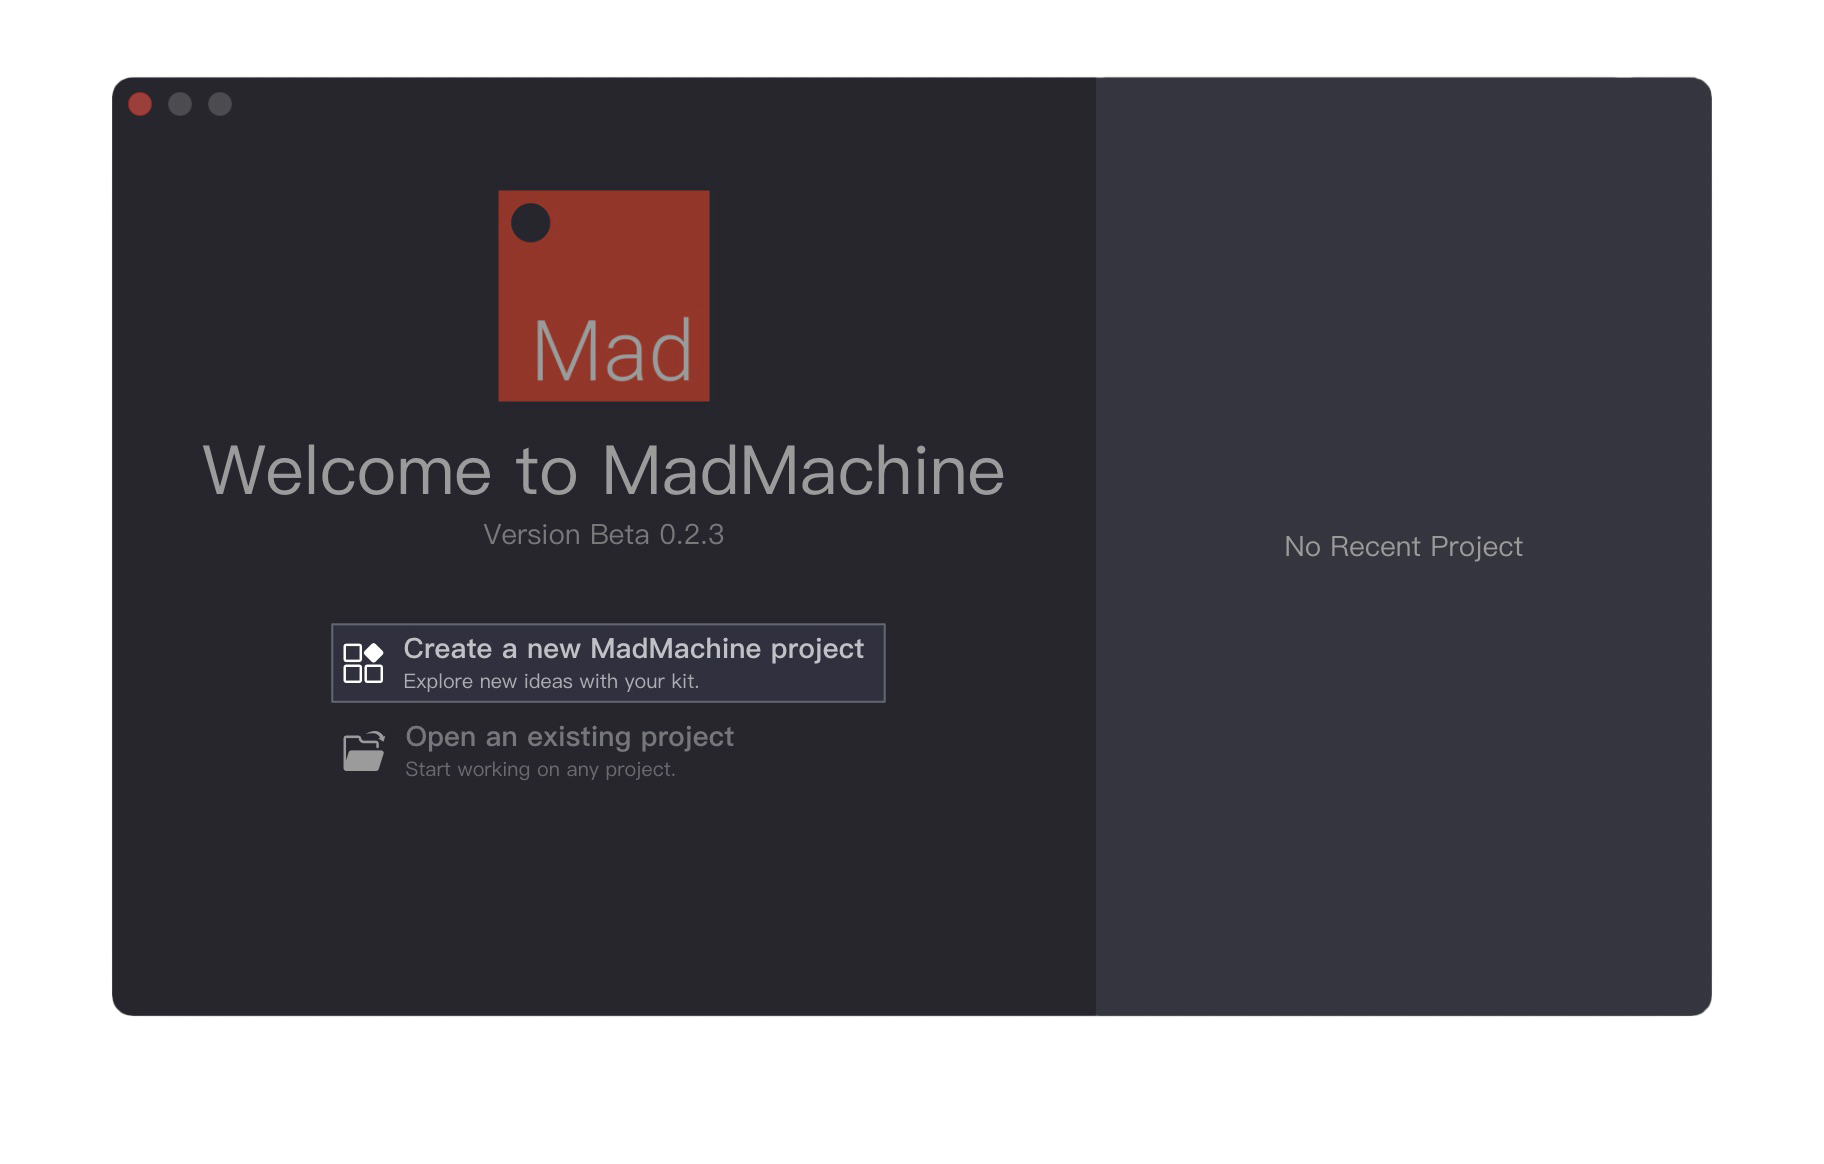 Mad
Welcome to MadMachine
Version Beta 0.2.3
Create a new MadMachine project
Explore new ideas with your kit.
Open an existing project
Start working on any project.
No Recent Project